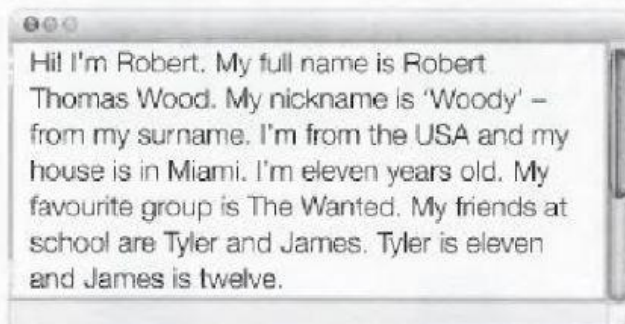 Hi! I'm Robert. My full name is Robert
Thomas Wood. My nickname is 'Woody' –
from my surname. I'm from the USA and my
house is in Miami. I'm eleven years old. My
favourite group is The Wanted. My friends at
school are Tyler and James. Tyler is eleven
and James is twelve.